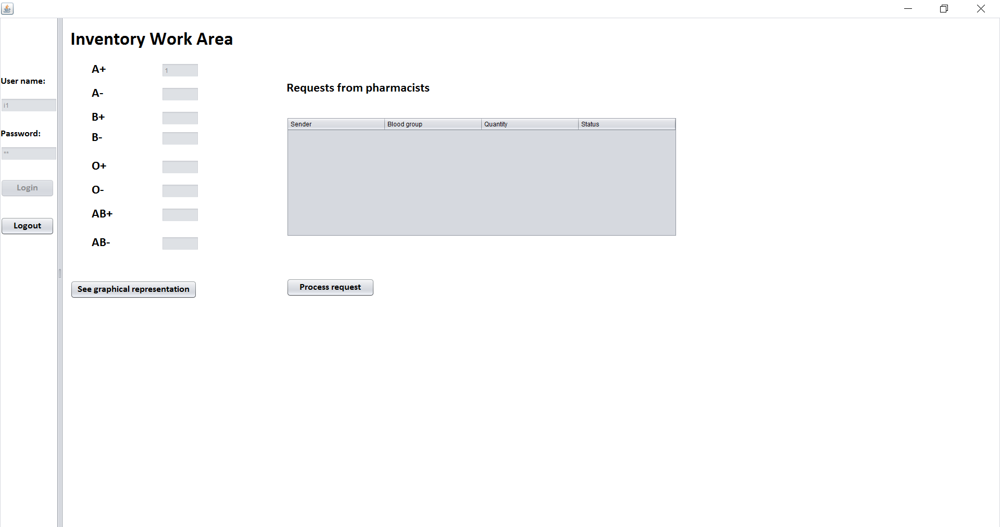 Inventory Work Area
User name:
i1
Password:
**
Login
Logout
A+ 1
A-
B+
B-
O+
O-
AB+
AB-
See graphical representation
Requests from pharmacists
Sender Blood group Quantity Status
Process request